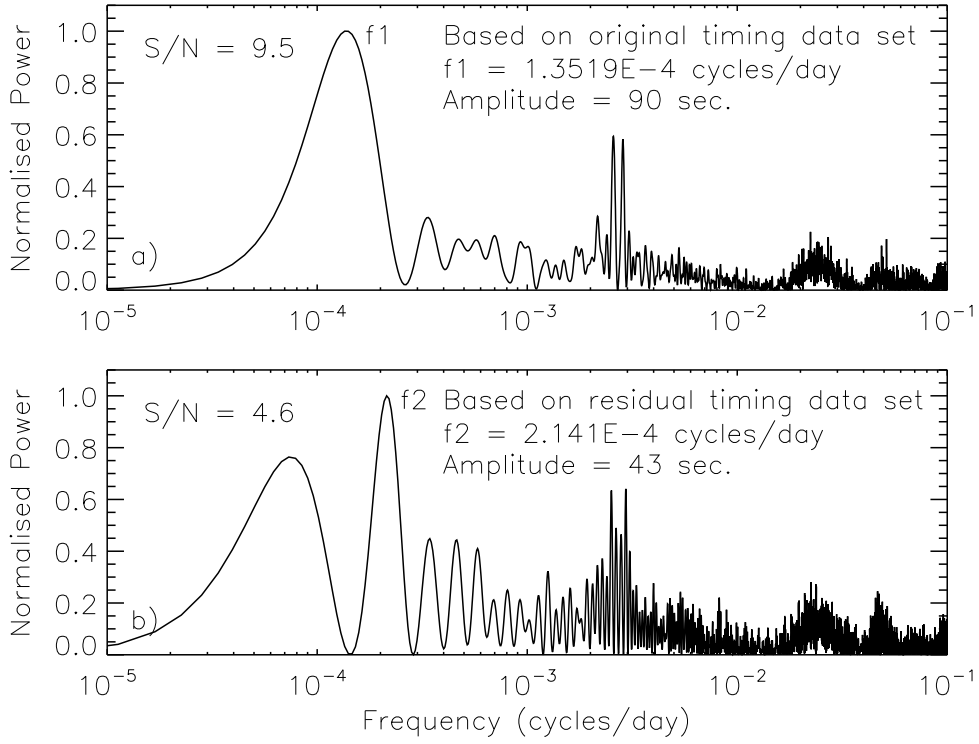 S/N = 9.5
f1
Based on original timing data set
f1 = 1.3519E−4 cycles/day
Amplitude = 90 sec.
Normalised Power
1.0
0.8
0.6
0.4
0.2
0.0
a)
10^-5
10^-4
10^-3
10^-2
10^-1
S/N = 4.6
f2
Based on residual timing data set
f2 = 2.141E−4 cycles/day
Amplitude = 43 sec.
Normalised Power
1.0
0.8
0.6
0.4
0.2
0.0
b)
10^-5
10^-4
10^-3
10^-2
10^-1
Frequency (cycles/day)